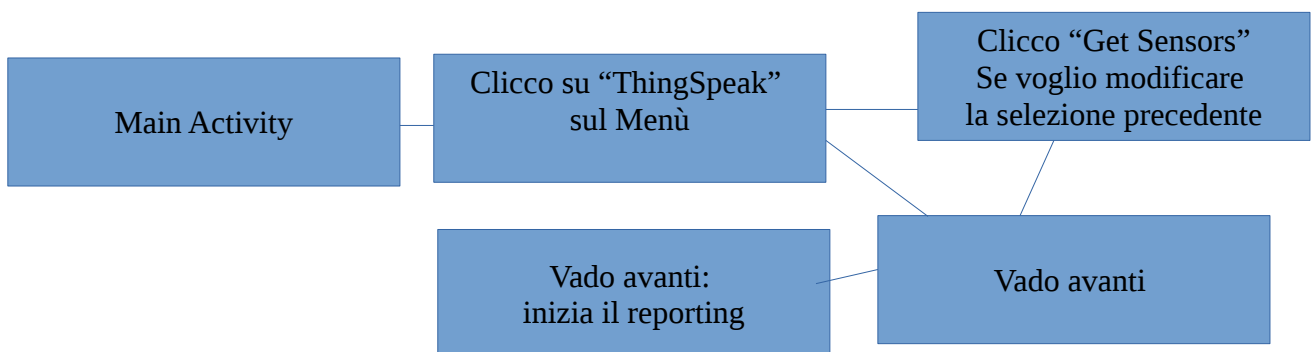 Main Activity
Clicco su “ThingSpeak”
sul Menù
Clicco “Get Sensors”
Se voglio modificare
la selezione precedente
Vado avanti
Vado avanti:
inizia il reporting